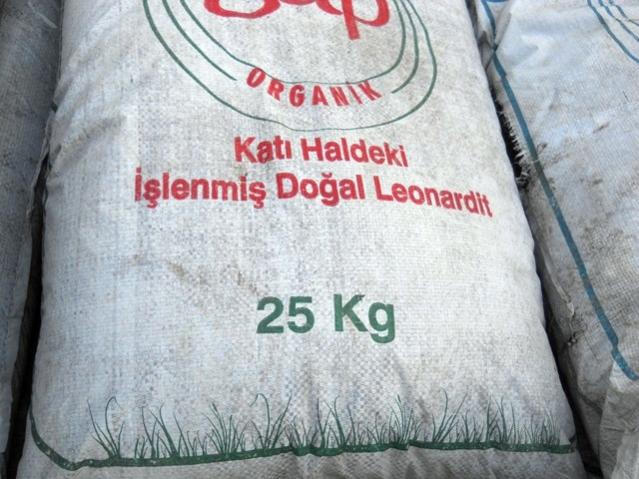 ORGANİK
Katı Haldeki
İşlenmiş Doğal Leonardit
25 Kg